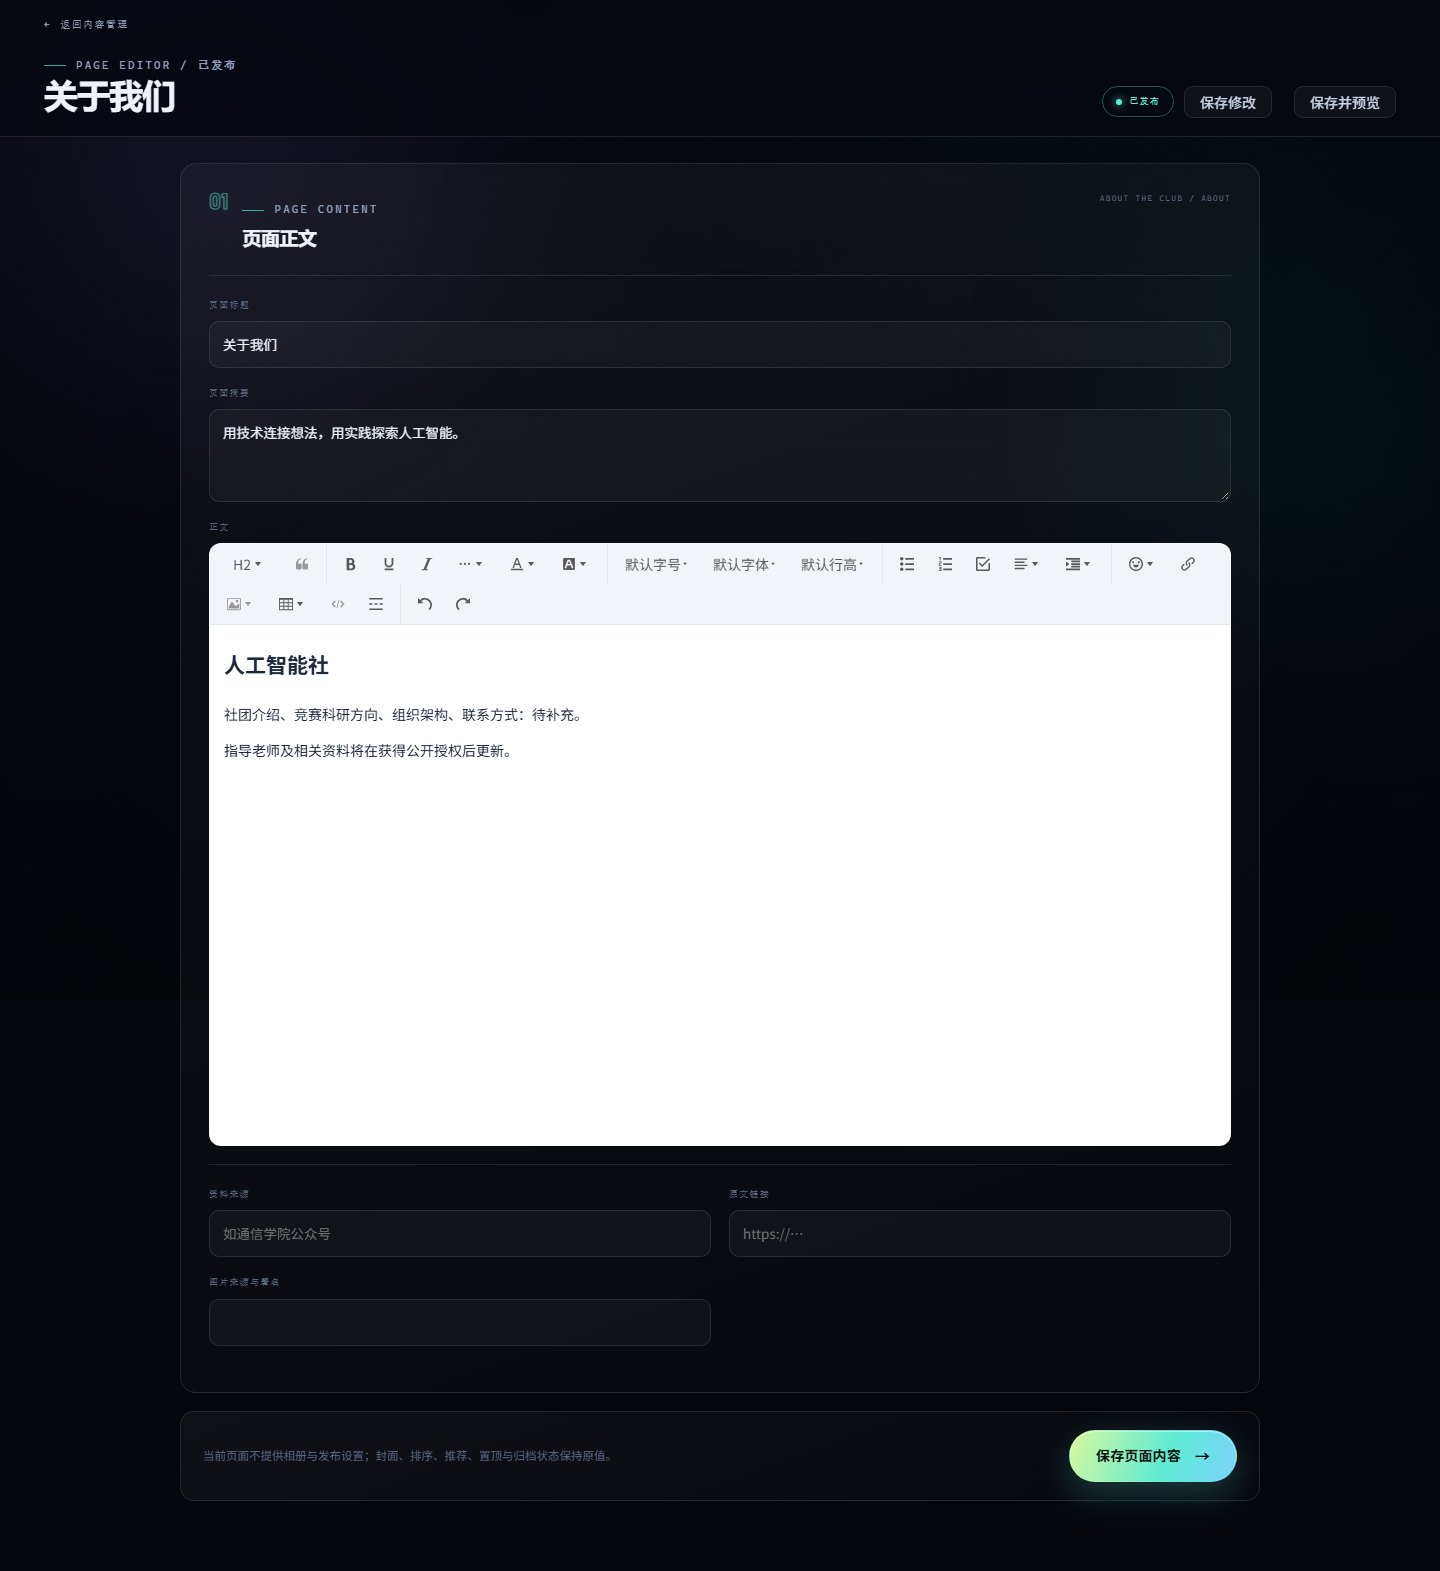 ← 返回内容管理
PAGE EDITOR / 已发布
关于我们
已发布
保存修改
保存并预览
01
PAGE CONTENT
ABOUT THE CLUB / ABOUT
页面正文
页面标题
关于我们
页面摘要
用技术连接想法，用实践探索人工智能。
正文
H2
默认字号
默认字体
默认行高
人工智能社
社团介绍、竞赛科研方向、组织架构、联系方式：待补充。
指导老师及相关资料将在获得公开授权后更新。
资料来源
原文链接
如通信学院公众号
https://…
图片来源与署名
当前页面不提供相册与发布设置；封面、排序、推荐、置顶与归档状态保持原值。
保存页面内容 →